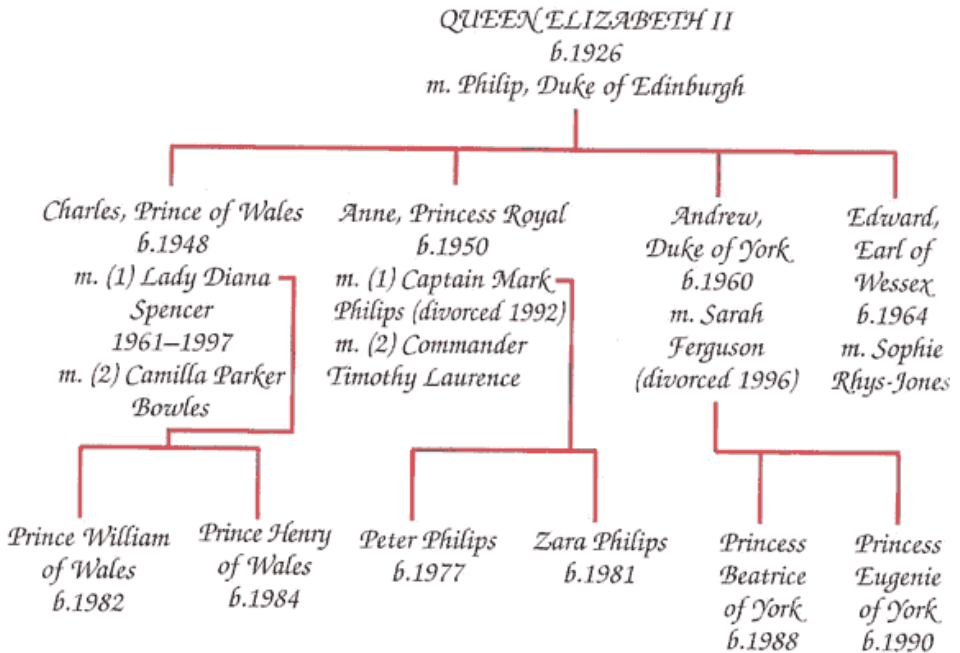 QUEEN ELIZABETH II
b.1926
m. Philip, Duke of Edinburgh
Charles, Prince of Wales
b.1948
m. (1) Lady Diana
Spencer
1961–1997
m. (2) Camilla Parker
Bowles
Anne, Princess Royal
b.1950
m. (1) Captain Mark
Philips (divorced 1992)
m. (2) Commander
Timothy Laurence
Andrew,
Duke of York
b.1960
m. Sarah
Ferguson
(divorced 1996)
Edward,
Earl of
Wessex
b.1964
m. Sophie
Rhys-Jones
Prince William
of Wales
b.1982
Prince Henry
of Wales
b.1984
Peter Philips
b.1977
Zara Philips
b.1981
Princess
Beatrice
of York
b.1988
Princess
Eugenie
of York
b.1990